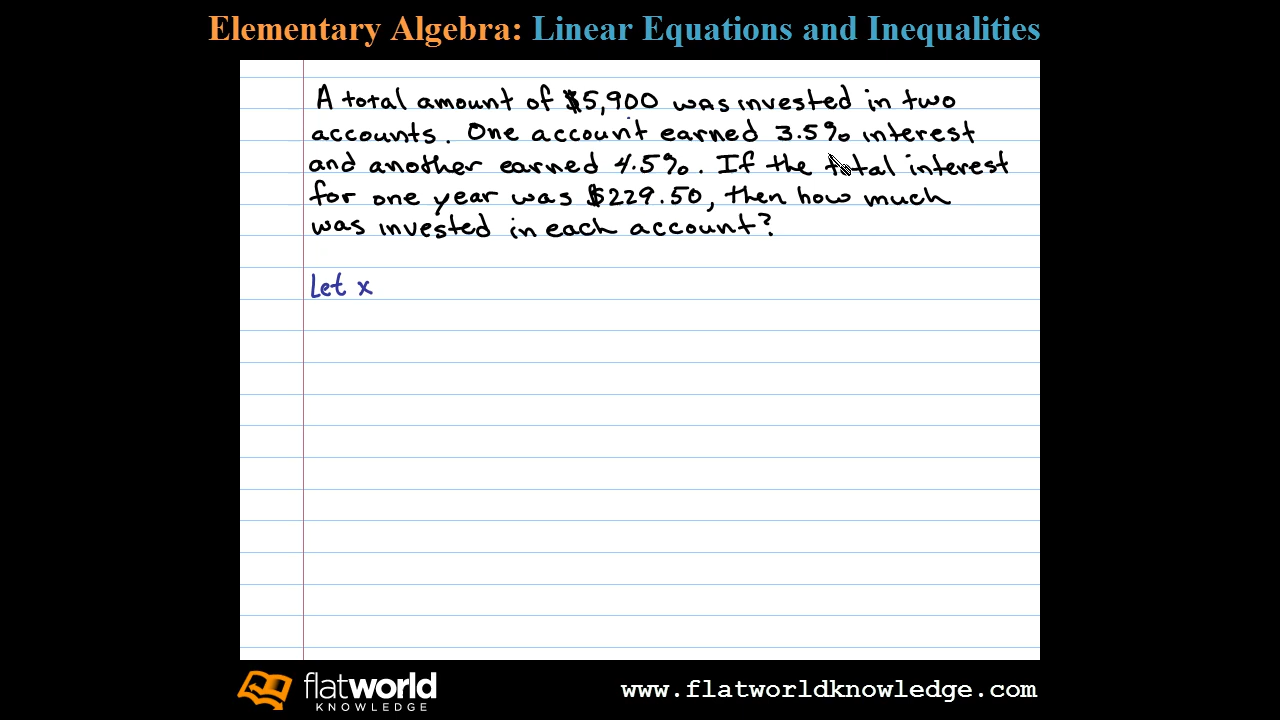 Elementary Algebra: Linear Equations and Inequalities
A total amount of $5,900 was invested in two
accounts. One account earned 3.5% interest
and another earned 4.5%. If the total interest
for one year was $229.50, then how much
was invested in each account?
Let x
flatworld
KNOWLEDGE
www.flatworldknowledge.com